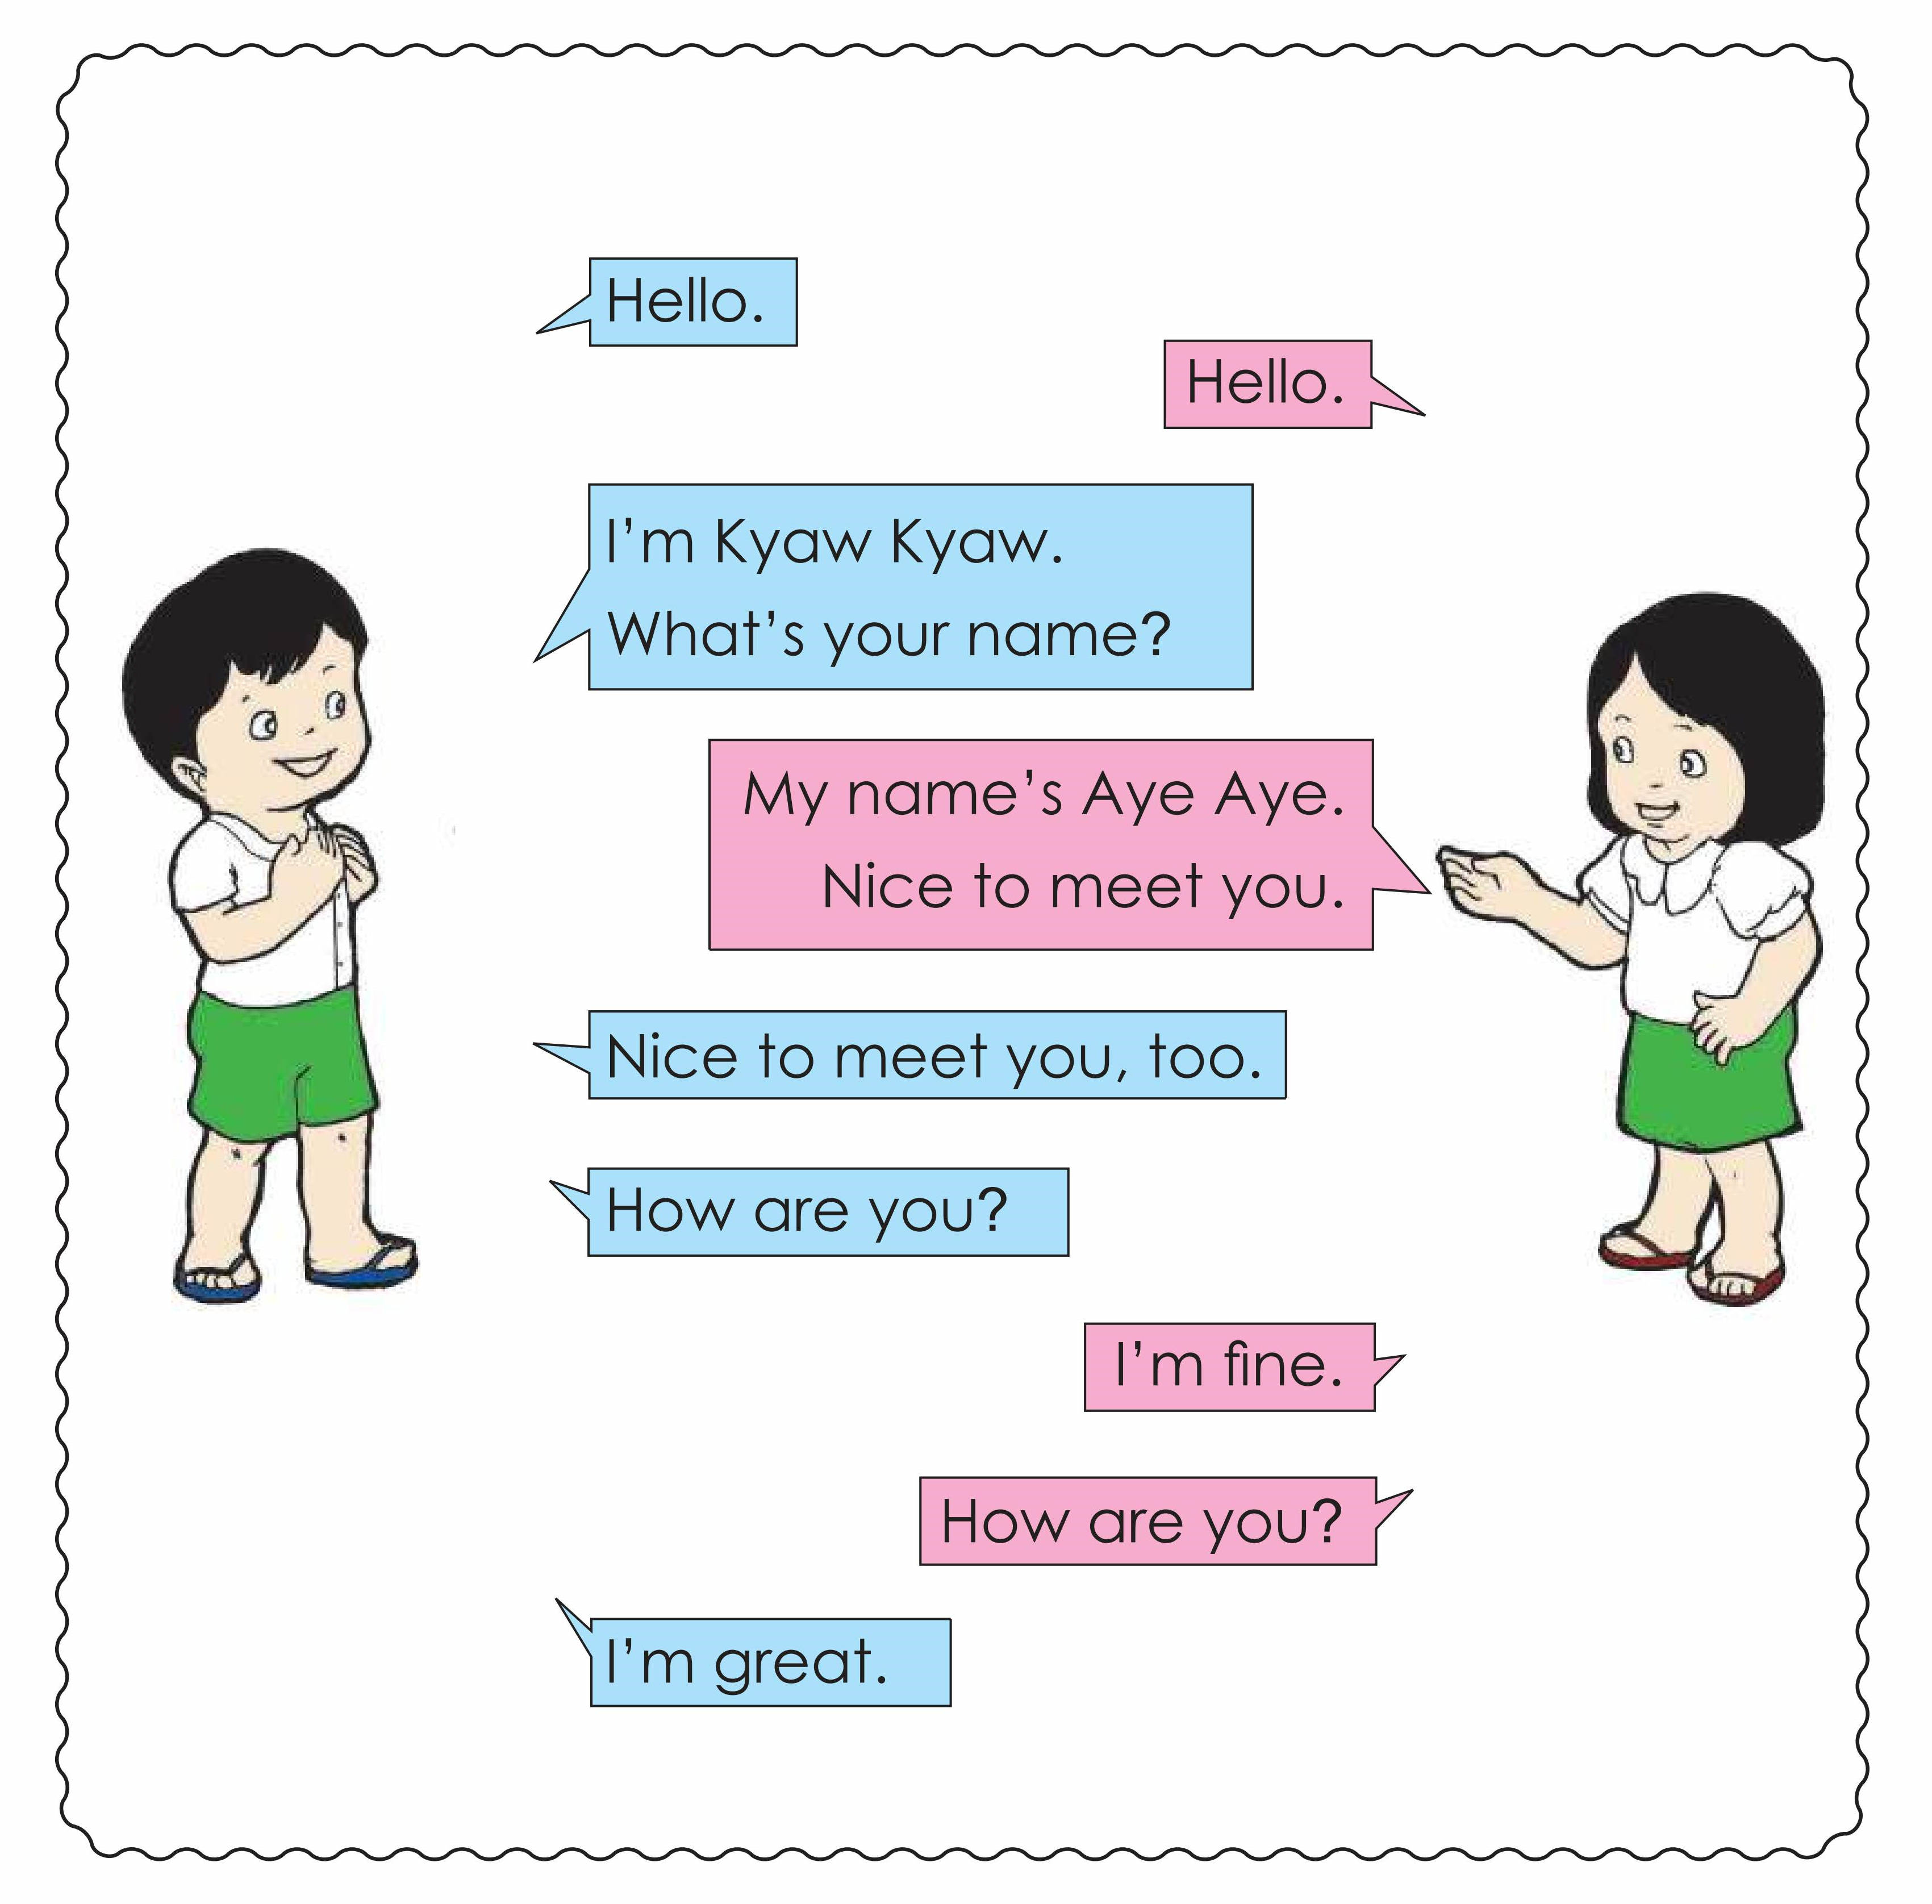 Hello.
Hello.
I’m Kyaw Kyaw.
What’s your name?
My name’s Aye Aye.
Nice to meet you.
Nice to meet you, too.
How are you?
I’m fine.
How are you?
I’m great.